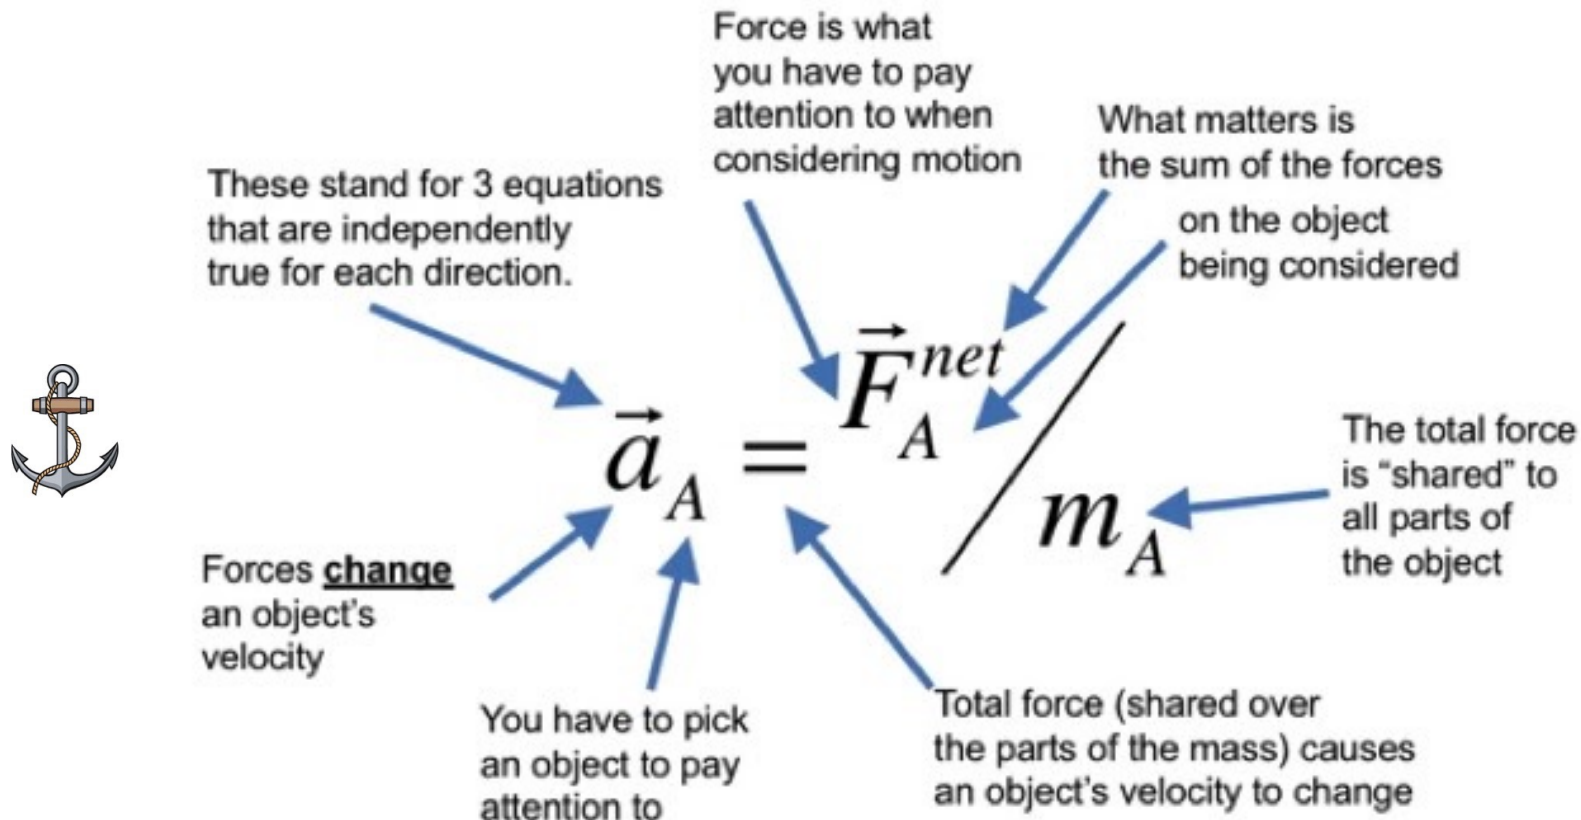 Force is what
you have to pay
attention to when
considering motion
What matters is
the sum of the forces
on the object
being considered
These stand for 3 equations
that are independently
true for each direction.
a⃗_A = F⃗_A^net / m_A
The total force
is “shared” to
all parts of
the object
Forces change
an object’s
velocity
You have to pick
an object to pay
attention to
Total force (shared over
the parts of the mass) causes
an object’s velocity to change